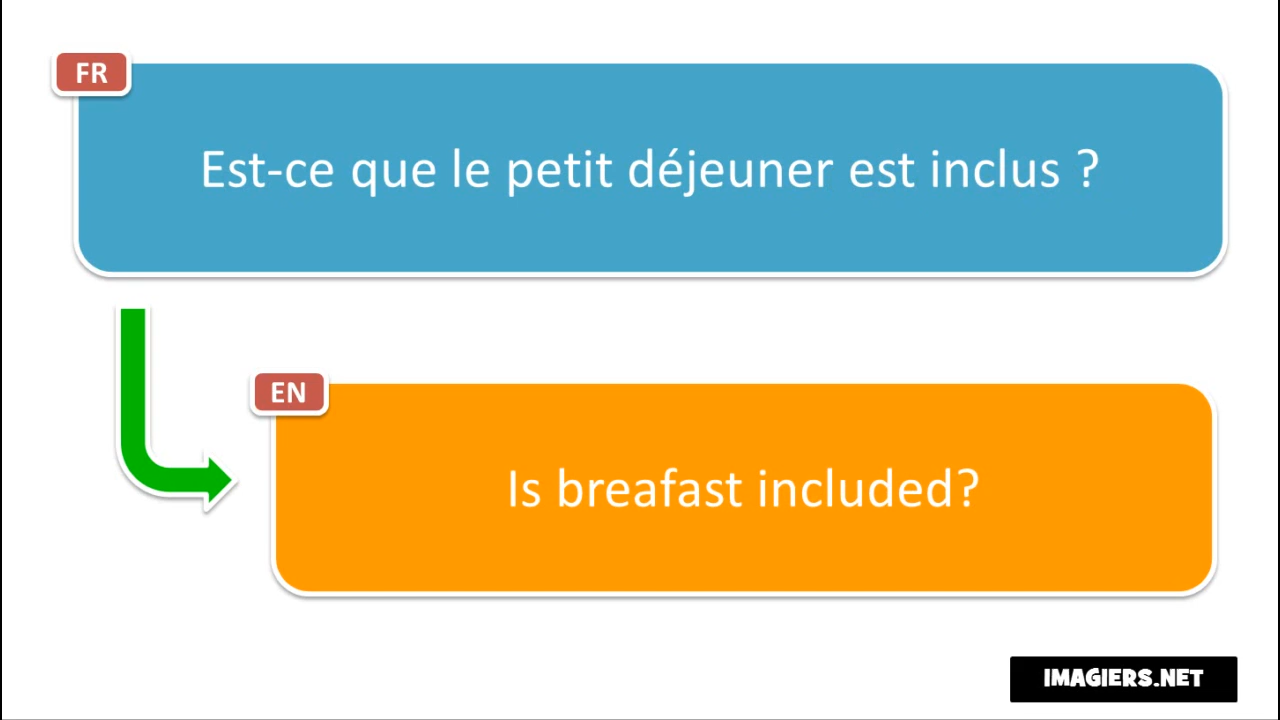 FR
Est-ce que le petit déjeuner est inclus ?
EN
Is breafast included?
IMAGIERS.NET